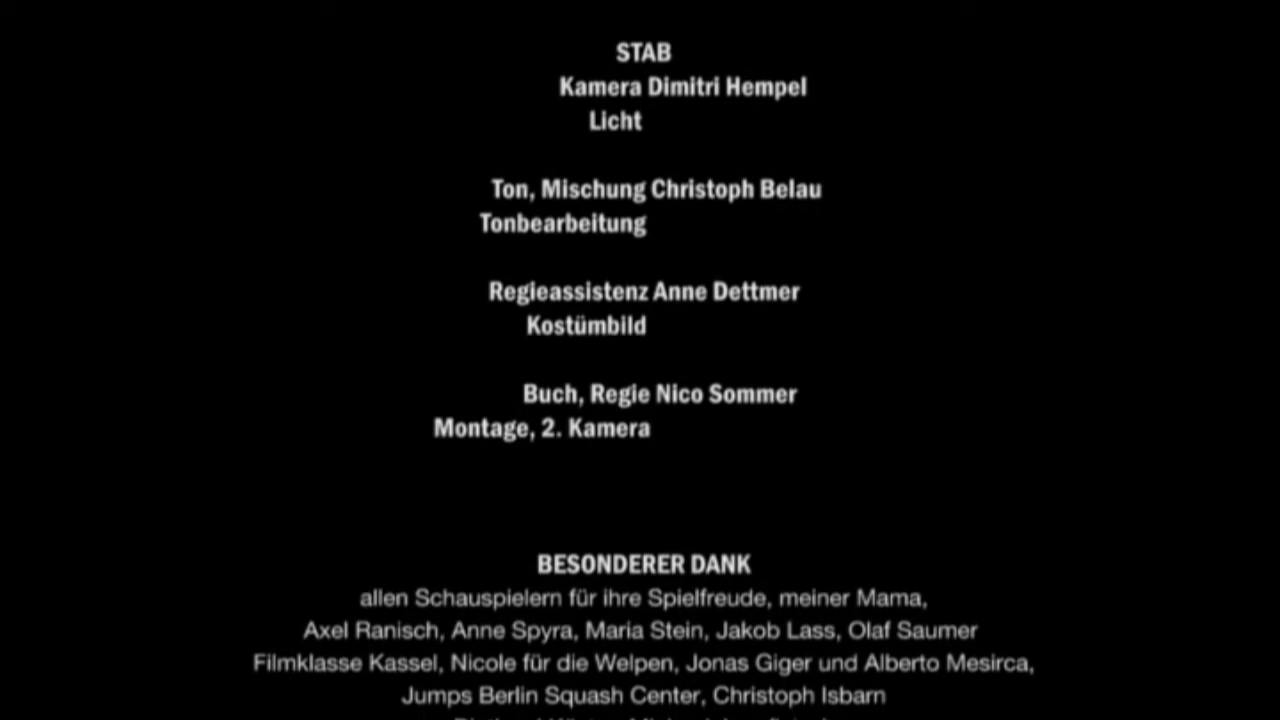 STAB
Kamera Dimitri Hempel
Licht
Ton, Mischung Christoph Belau
Tonbearbeitung
Regieassistenz Anne Dettmer
Kostümbild
Buch, Regie Nico Sommer
Montage, 2. Kamera
BESONDERER DANK
allen Schauspielern für ihre Spielfreude, meiner Mama,
Axel Ranisch, Anne Spyra, Maria Stein, Jakob Lass, Olaf Saumer
Filmklasse Kassel, Nicole für die Welpen, Jonas Giger und Alberto Mesirca,
Jumps Berlin Squash Center, Christoph Isbarn